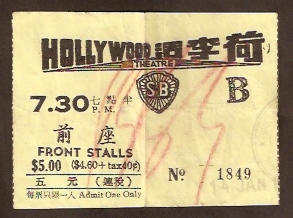 HOLLYWOOD 週李荷
THEATRE
7.30 七點半
P.M.
SB
B
前座
FRONT STALLS
$5.00 ($4.60+tax40¢)
五元(連稅)
每票只限一人 Admit One Only
Nº 1849
14 JAN